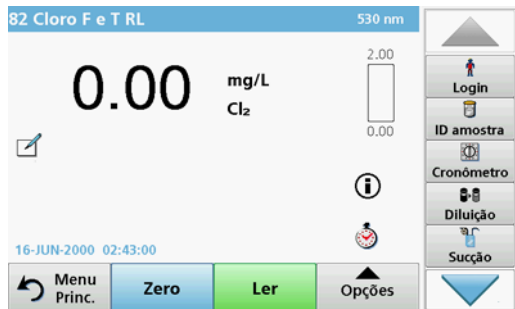 82 Cloro F e T RL
530 nm
0.00
mg/L
Cl₂
2.00
0.00
16-JUN-2000 02:43:00
Menu
Princ.
Zero
Ler
Opções
Login
ID amostra
Cronômetro
Diluição
Sucção